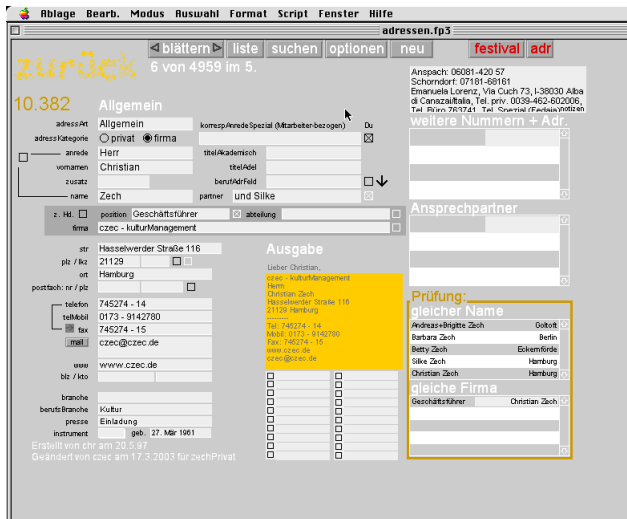 Ablage Bearb. Modus Auswahl Format Script Fenster Hilfe
adressen.fp3
zurück
blättern liste suchen optionen neu festival adr
6 von 4959 im 5.
Anspach: 06081-420 57
Schorndorf: 07181-68161
Emanuela Lorenz, Via Cuch 73, I-38030 Alba
di Canazai/Italia, Tel. priv. 0039-462-602006,
Tel. Büro 763741, Tel. Spezial (Fedaia)
notizen
10.382 Allgemein
weitere Nummern + Adr.
adressArt Allgemein korrespAnredeSpezial (Mitarbeiter-bezogen) Du
adressKategorie privat firma
anrede Herr titelAkademisch
vornamen Christian titelAdel
zusatz berufAdrFeld
name Zech partner und Silke
Ansprechpartner
z. Hd. position Geschäftsführer abteilung
firma czec - kulturManagement
str Hasselwerder Straße 116
plz / lkz 21129
ort Hamburg
postfach: nr / plz
telefon 745274 - 14
telMobil 0173 - 9142780
fax 745274 - 15
mail czec@czec.de
www www.czec.de
blz / kto
branche
berufsBranche Kultur
presse Einladung
instrument geb. 27. Mär 1961
Erstellt von chr am 20.5.97
Geändert von czec am 17.3.2003 für zechPrivat
Ausgabe
Lieber Christian,
czec - kulturManagement
Herrn
Christian Zech
Hasselwerder Straße 116
21129 Hamburg
----------
Tel: 745274 - 14
Mobil: 0173 - 9142780
Fax: 745274 - 15
www.czec.de
czec@czec.de
Prüfung:
gleicher Name
Andreas+Brigitte Zech Goltoft
Barbara Zech Berlin
Betty Zech Eckernförde
Silke Zech Hamburg
Christian Zech Hamburg
gleiche Firma
Geschäftsführer Christian Zech